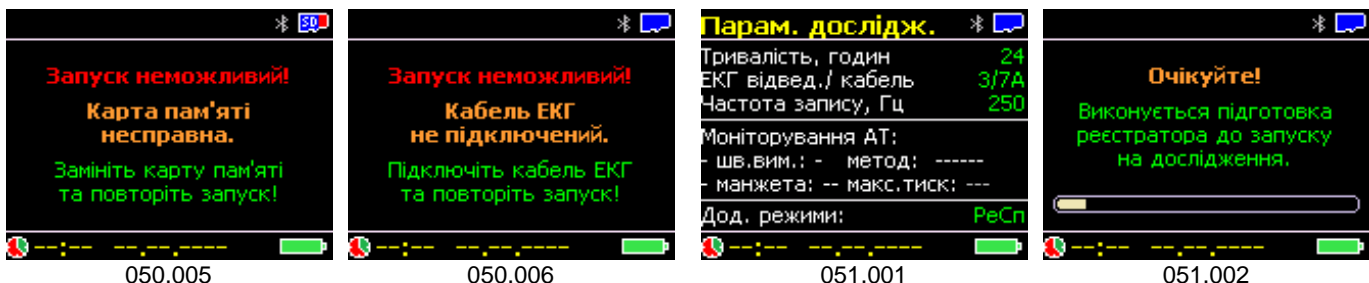 SD
Запуск неможливий!
Карта пам'яті
несправна.
Замініть карту пам'яті
та повторіть запуск!
--:-- --.--.----
050.005
Запуск неможливий!
Кабель ЕКГ
не підключений.
Підключіть кабель ЕКГ
та повторіть запуск!
--:-- --.--.----
050.006
Парам. дослідж.
Тривалість, годин 24
ЕКГ відвед./ кабель 3/7А
Частота запису, Гц 250
Моніторування АТ:
- шв.вим.: - метод: ------
- манжета: -- макс.тиск: ---
Дод. режими: РеСп
--:-- --.--.----
051.001
Очікуйте!
Виконується підготовка
реєстратора до запуску
на дослідження.
--:-- --.--.----
051.002